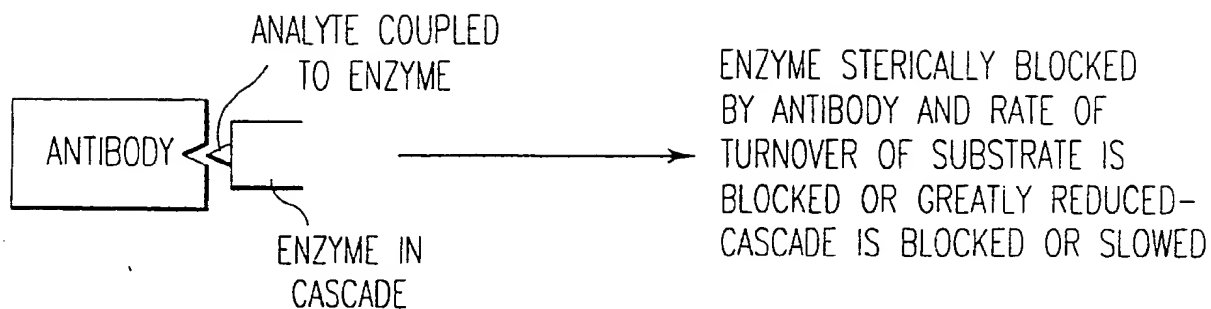 ANALYTE COUPLED
TO ENZYME
ANTIBODY
ENZYME IN
CASCADE
ENZYME STERICALLY BLOCKED
BY ANTIBODY AND RATE OF
TURNOVER OF SUBSTRATE IS
BLOCKED OR GREATLY REDUCED-
CASCADE IS BLOCKED OR SLOWED